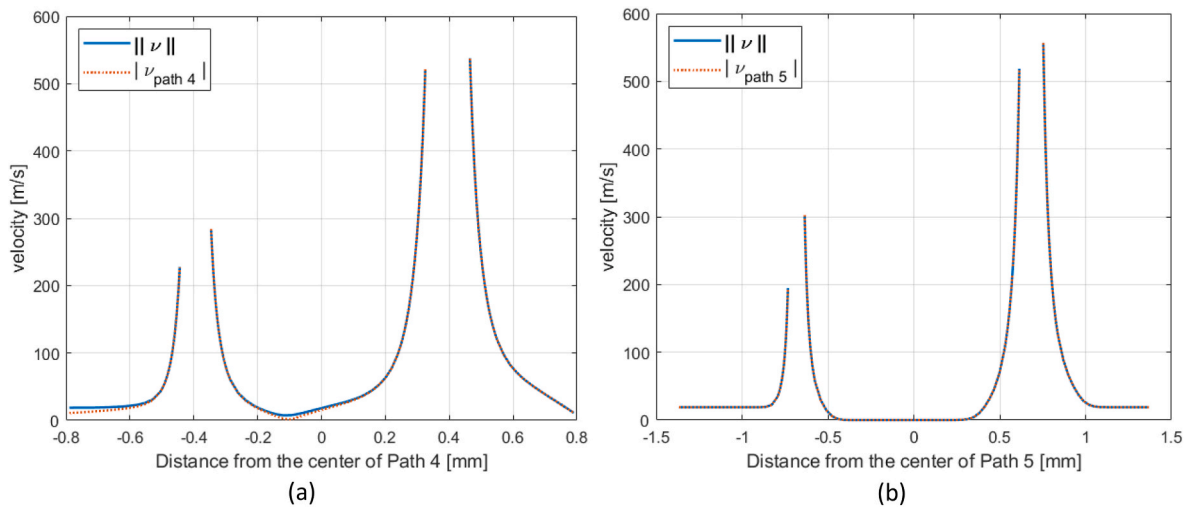 600
500
400
300
200
100
0
velocity [m/s]
|| ν ||
| ν path 4 |
-0.8 -0.6 -0.4 -0.2 0 0.2 0.4 0.6 0.8
Distance from the center of Path 4 [mm]
(a)
600
500
400
300
200
100
0
velocity [m/s]
|| ν ||
| ν path 5 |
-1.5 -1 -0.5 0 0.5 1 1.5
Distance from the center of Path 5 [mm]
(b)